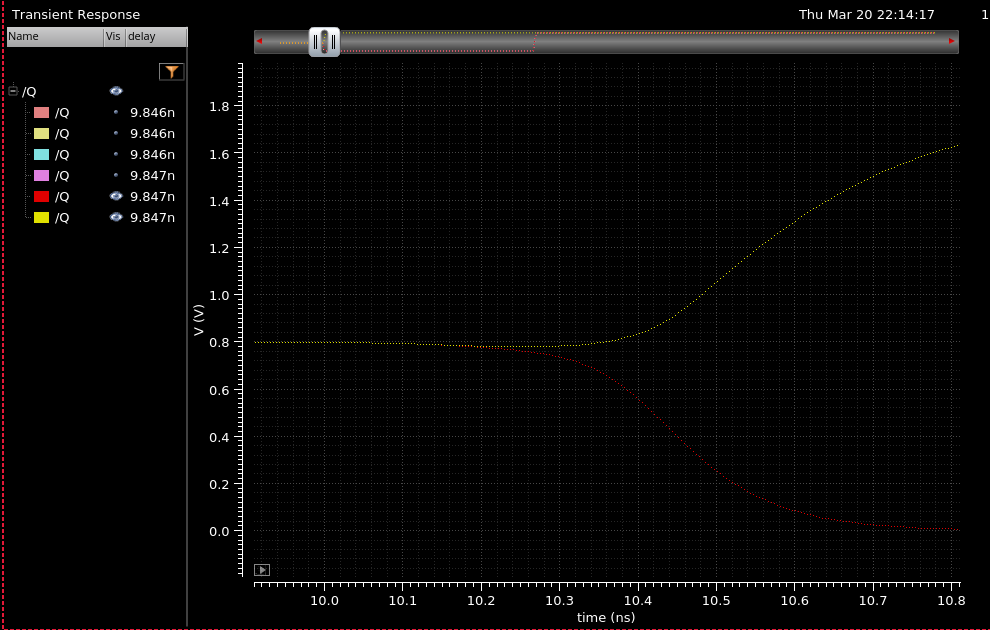 Transient Response
Thu Mar 20 22:14:17 1
Name Vis delay
/Q
/Q 9.846n
/Q 9.846n
/Q 9.846n
/Q 9.847n
/Q 9.847n
/Q 9.847n
V (V)
1.8
1.6
1.4
1.2
1.0
0.8
0.6
0.4
0.2
0.0
10.0 10.1 10.2 10.3 10.4 10.5 10.6 10.7 10.8
time (ns)